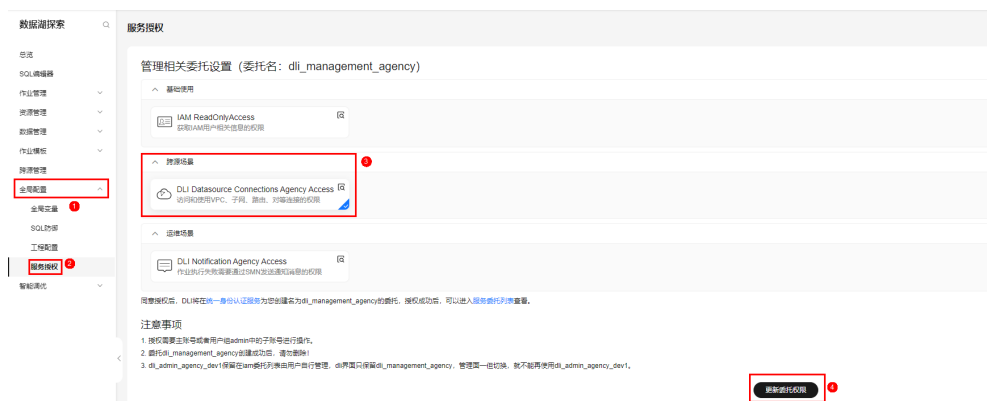 数据湖探索
服务授权
总览
SQL编辑器
作业管理
资源管理
数据管理
作业模板
跨源管理
全局配置
全局变量 1
SQL防御
工程配置
服务授权 2
智能调优
管理相关委托设置（委托名：dli_management_agency）
基础使用
IAM ReadOnlyAccess
获取IAM用户相关信息的权限
跨源场景 3
DLI Datasource Connections Agency Access
访问和使用VPC、子网、路由、对等连接的权限
运维场景
DLI Notification Agency Access
作业执行失败需要通过SMN发送通知消息的权限
同意授权后，DLI将在统一身份认证服务为您创建名为dli_management_agency的委托，授权成功后，可以进入服务委托列表查看。
注意事项
1. 授权需要主账号或者用户组admin中的子账号进行操作。
2. 委托dli_management_agency创建成功后，请勿删除！
3. dli_admin_agency_dev1保留在iam委托列表由用户自行管理，dli界面只保留dli_management_agency，管理面一但切换，就不能再使用dli_admin_agency_dev1。
更新委托权限 4